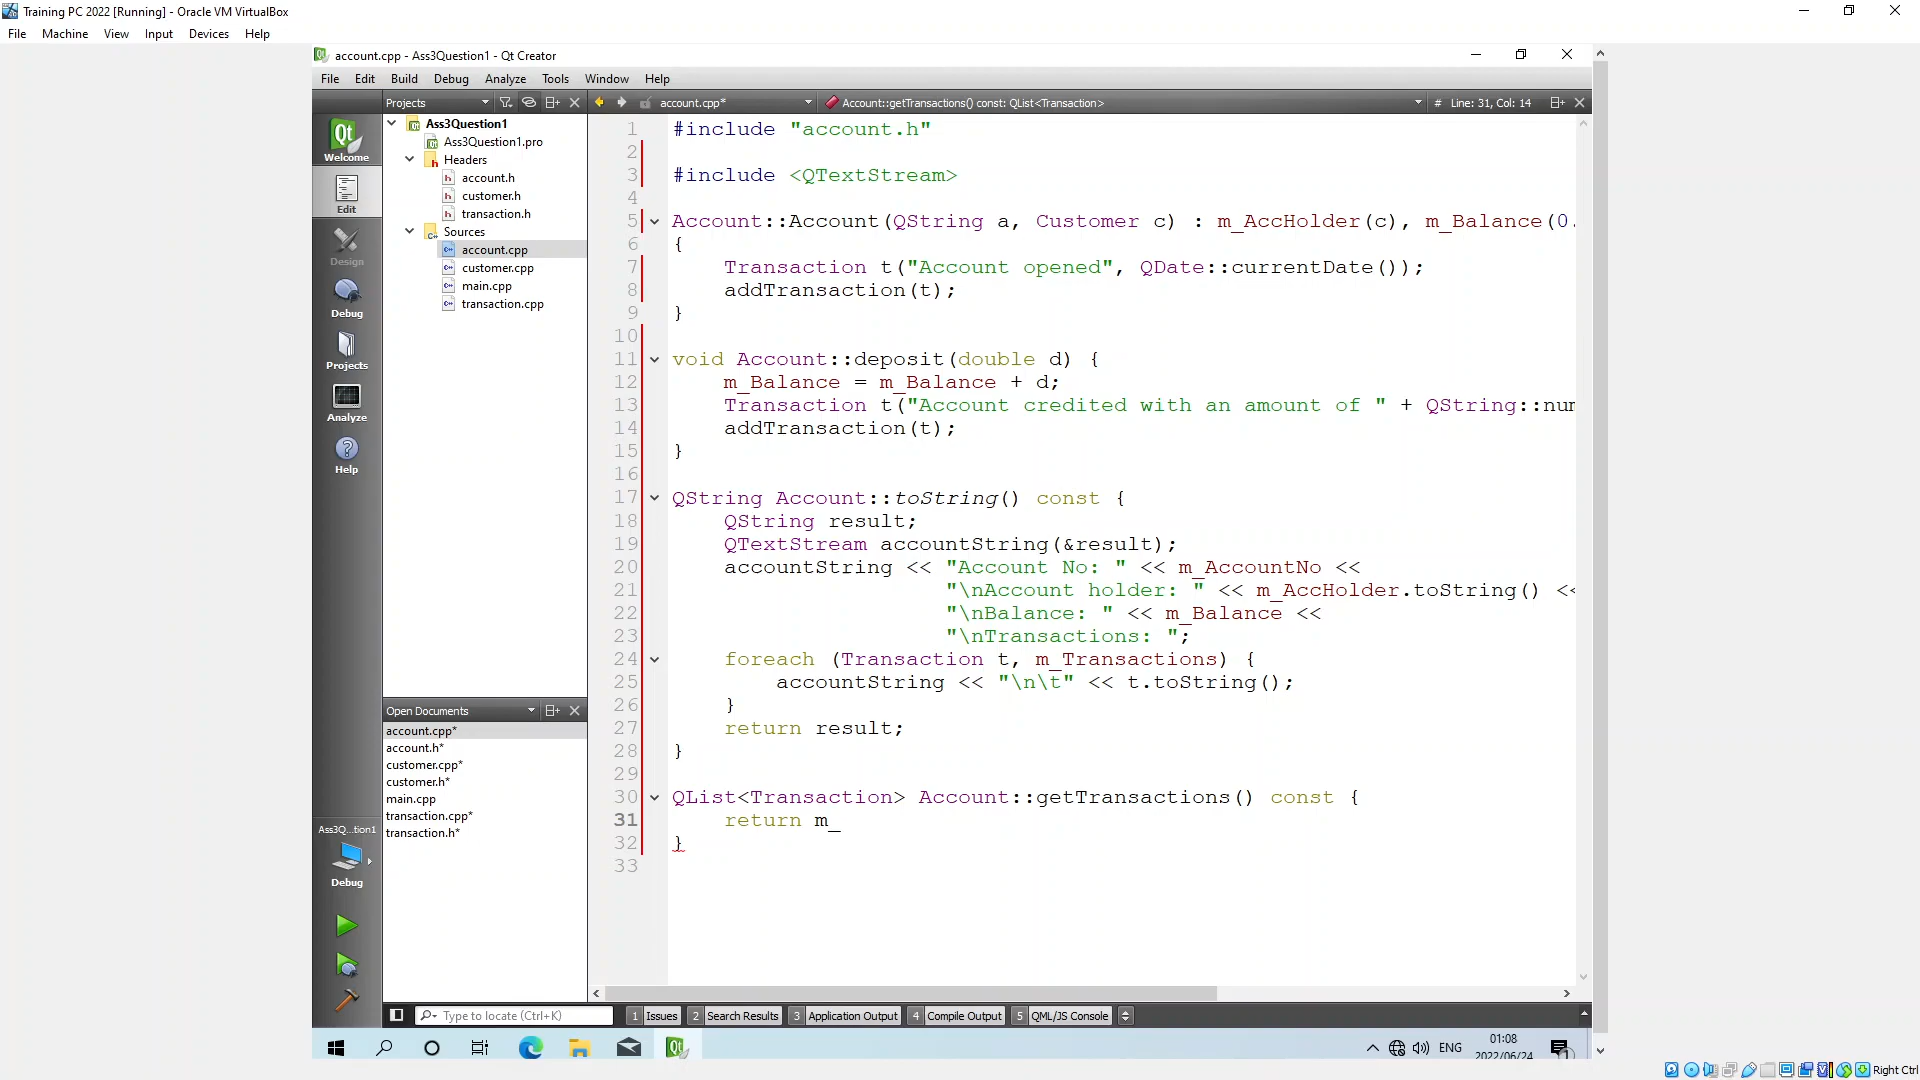 Training PC 2022 [Running] - Oracle VM VirtualBox
File Machine View Input Devices Help
account.cpp - Ass3Question1 - Qt Creator
File Edit Build Debug Analyze Tools Window Help
Projects
account.cpp*
Account::getTransactions() const: QList<Transaction>
# Line: 31, Col: 14
Welcome
Edit
Design
Debug
Projects
Analyze
Help
Ass3Question1
Ass3Question1.pro
Headers
account.h
customer.h
transaction.h
Sources
account.cpp
customer.cpp
main.cpp
transaction.cpp
Open Documents
account.cpp*
account.h*
customer.cpp*
customer.h*
main.cpp
transaction.cpp*
transaction.h*
Ass3Q...tion1
Debug
1 #include "account.h"
2
3 #include <QTextStream>
4
5 Account::Account(QString a, Customer c) : m_AccHolder(c), m_Balance(0.
6 {
7 Transaction t("Account opened", QDate::currentDate());
8 addTransaction(t);
9 }
10
11 void Account::deposit(double d) {
12 m_Balance = m_Balance + d;
13 Transaction t("Account credited with an amount of " + QString::num
14 addTransaction(t);
15 }
16
17 QString Account::toString() const {
18 QString result;
19 QTextStream accountString(&result);
20 accountString << "Account No: " << m_AccountNo <<
21 "\nAccount holder: " << m_AccHolder.toString() <<
22 "\nBalance: " << m_Balance <<
23 "\nTransactions: ";
24 foreach (Transaction t, m_Transactions) {
25 accountString << "\n\t" << t.toString();
26 }
27 return result;
28 }
29
30 QList<Transaction> Account::getTransactions() const {
31 return m_
32 }
33
Type to locate (Ctrl+K)
1 Issues 2 Search Results 3 Application Output 4 Compile Output 5 QML/JS Console
ENG
01:08
2022/06/24
1
Right Ctrl